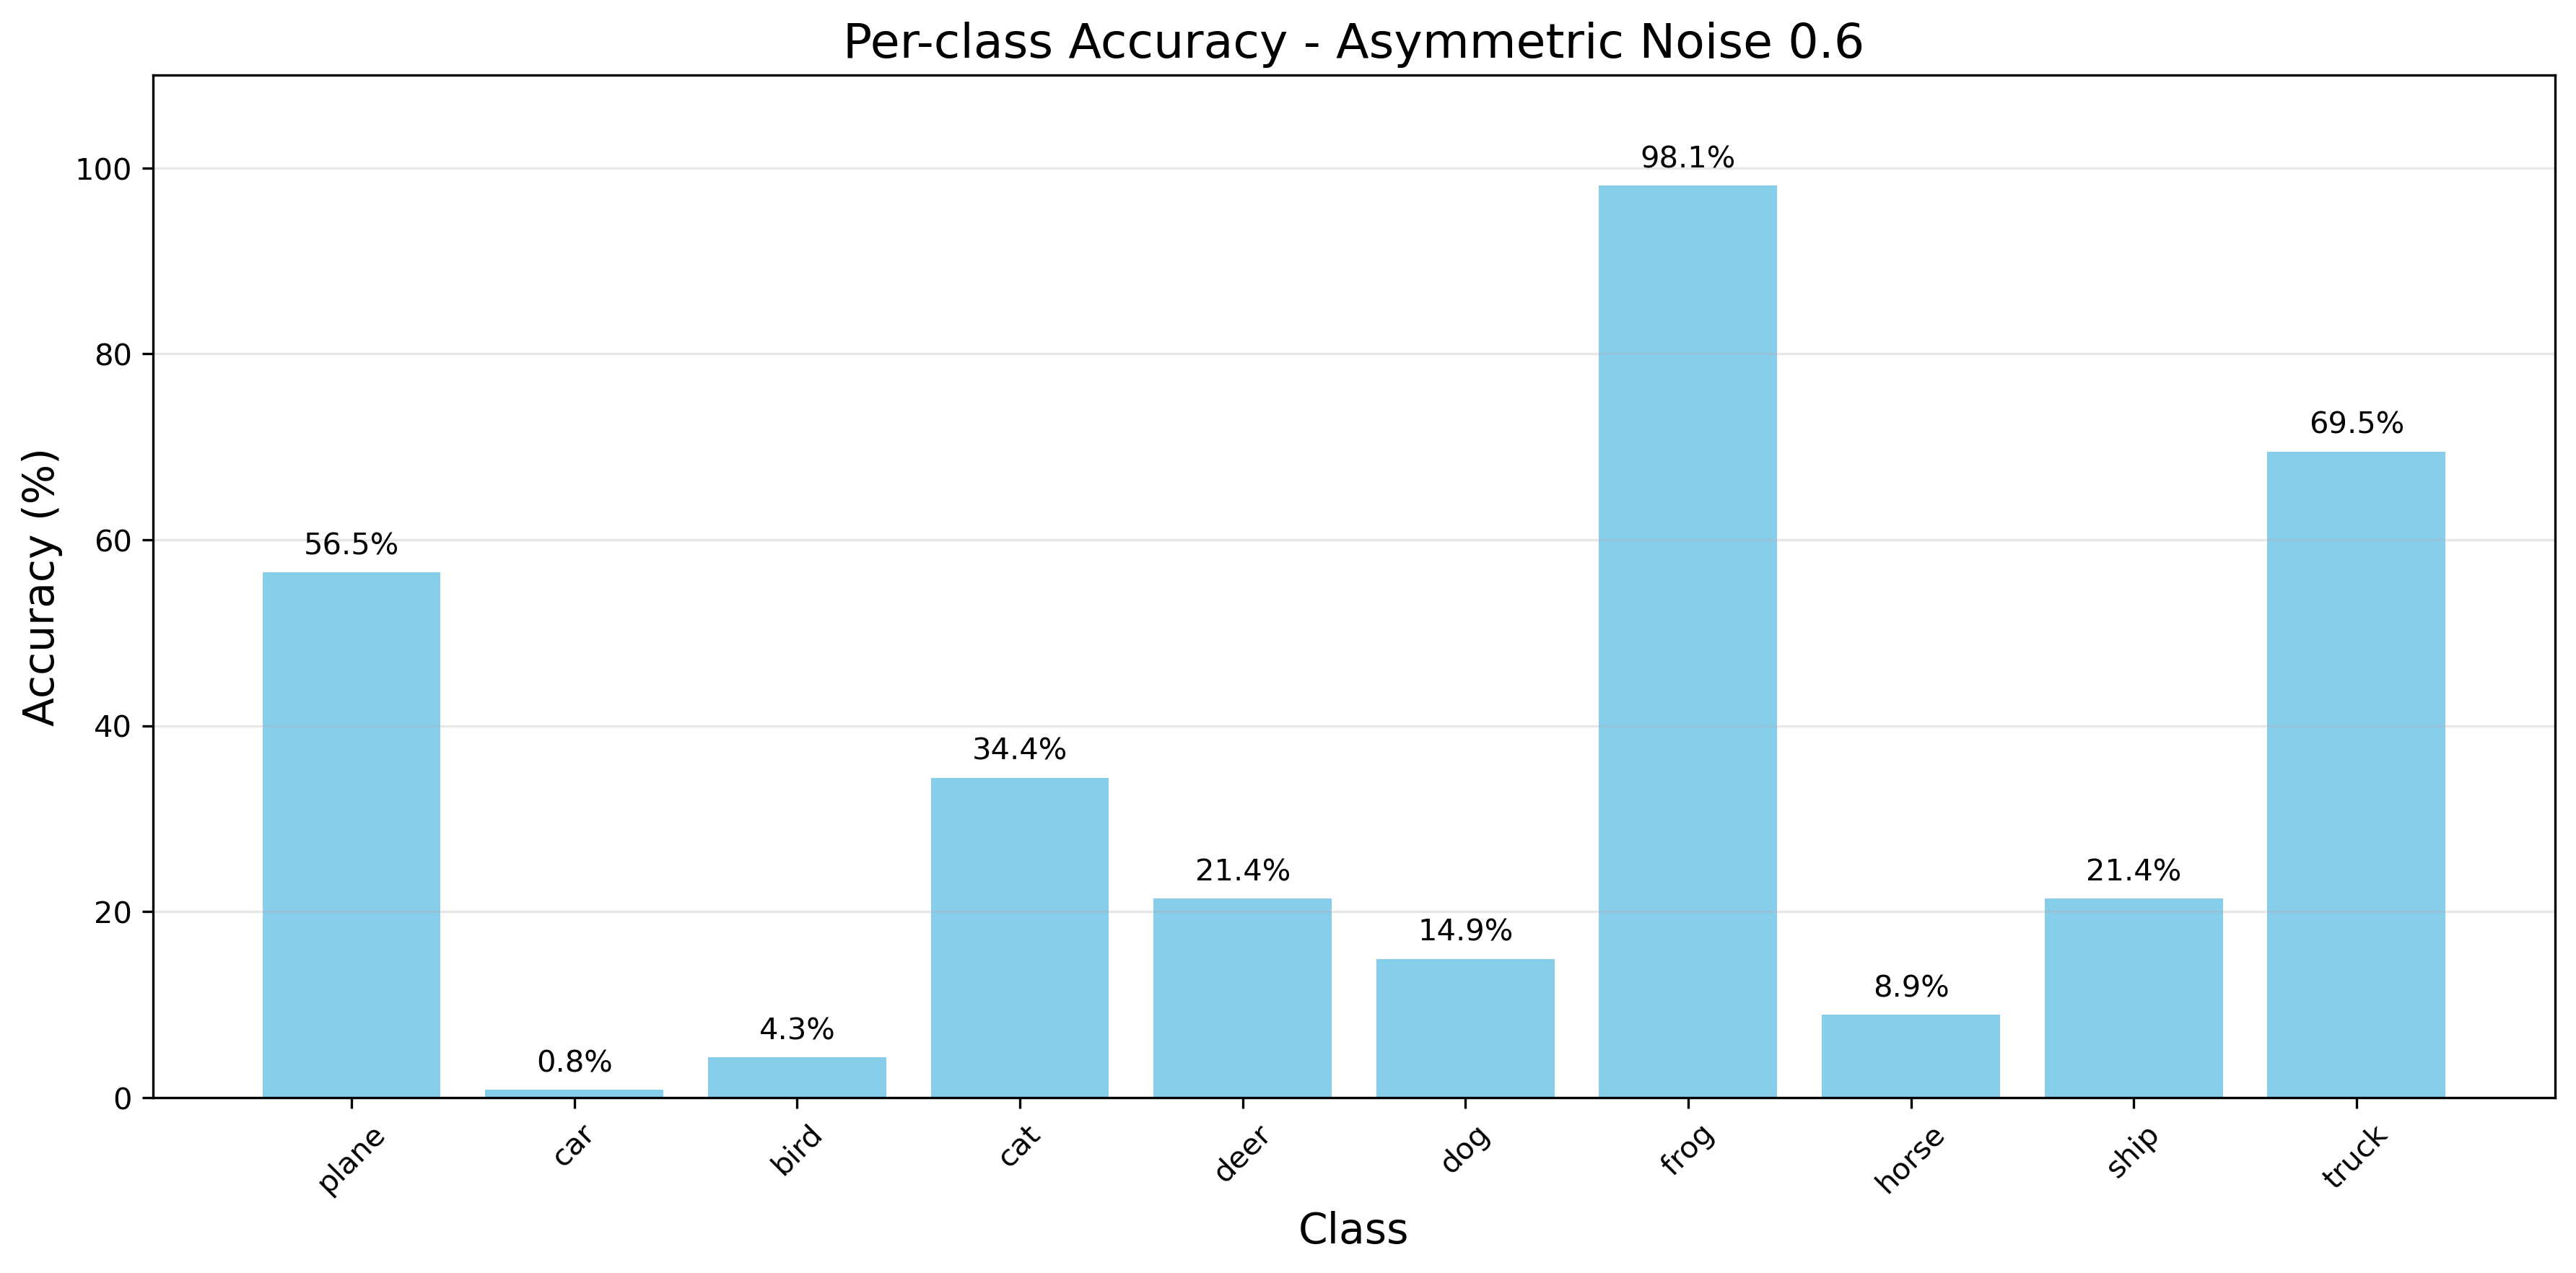 Per-class Accuracy - Asymmetric Noise 0.6
Accuracy (%)
100
80
60
40
20
0
56.5%
0.8%
4.3%
34.4%
21.4%
14.9%
98.1%
8.9%
21.4%
69.5%
plane
car
bird
cat
deer
dog
frog
horse
ship
truck
Class